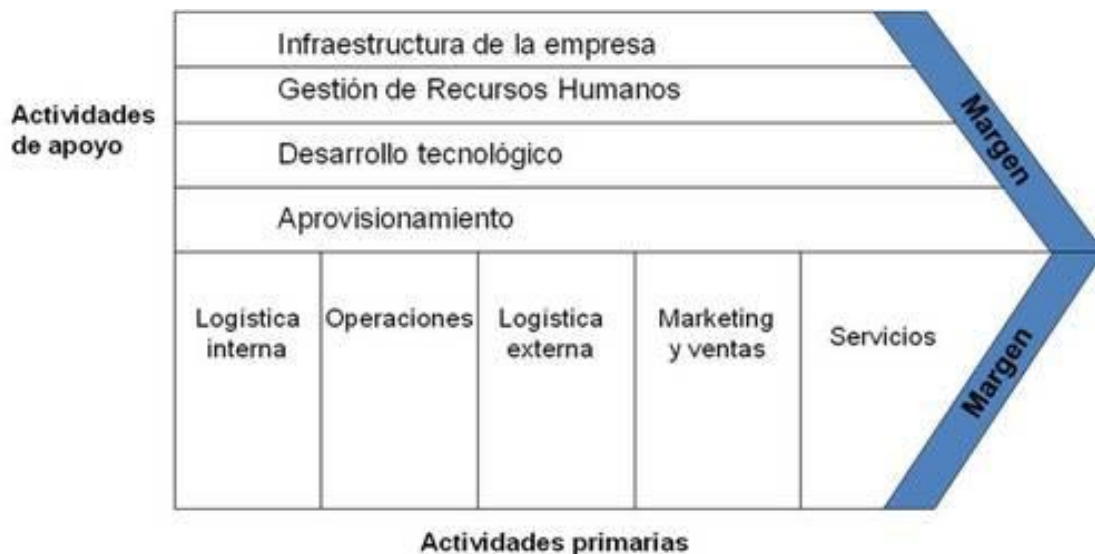 Infraestructura de la empresa
Gestión de Recursos Humanos
Actividades
de apoyo
Desarrollo tecnológico
Aprovisionamiento
Margen
Logística
interna
Operaciones
Logística
externa
Marketing
y ventas
Servicios
Margen
Actividades primarias